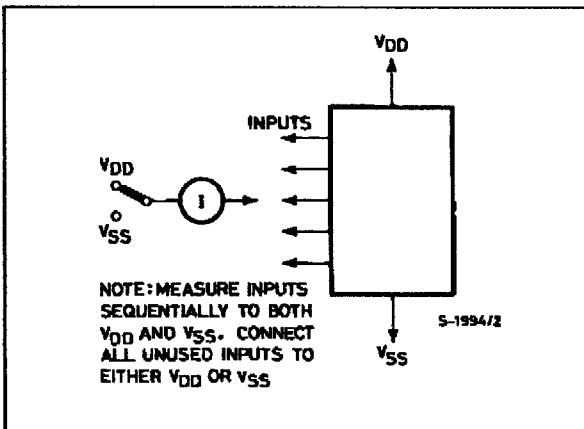 VDD
INPUTS
VDD
I
VSS
NOTE: MEASURE INPUTS
SEQUENTIALLY TO BOTH
VDD AND VSS. CONNECT
ALL UNUSED INPUTS TO
EITHER VDD OR VSS
S-1994/2
VSS